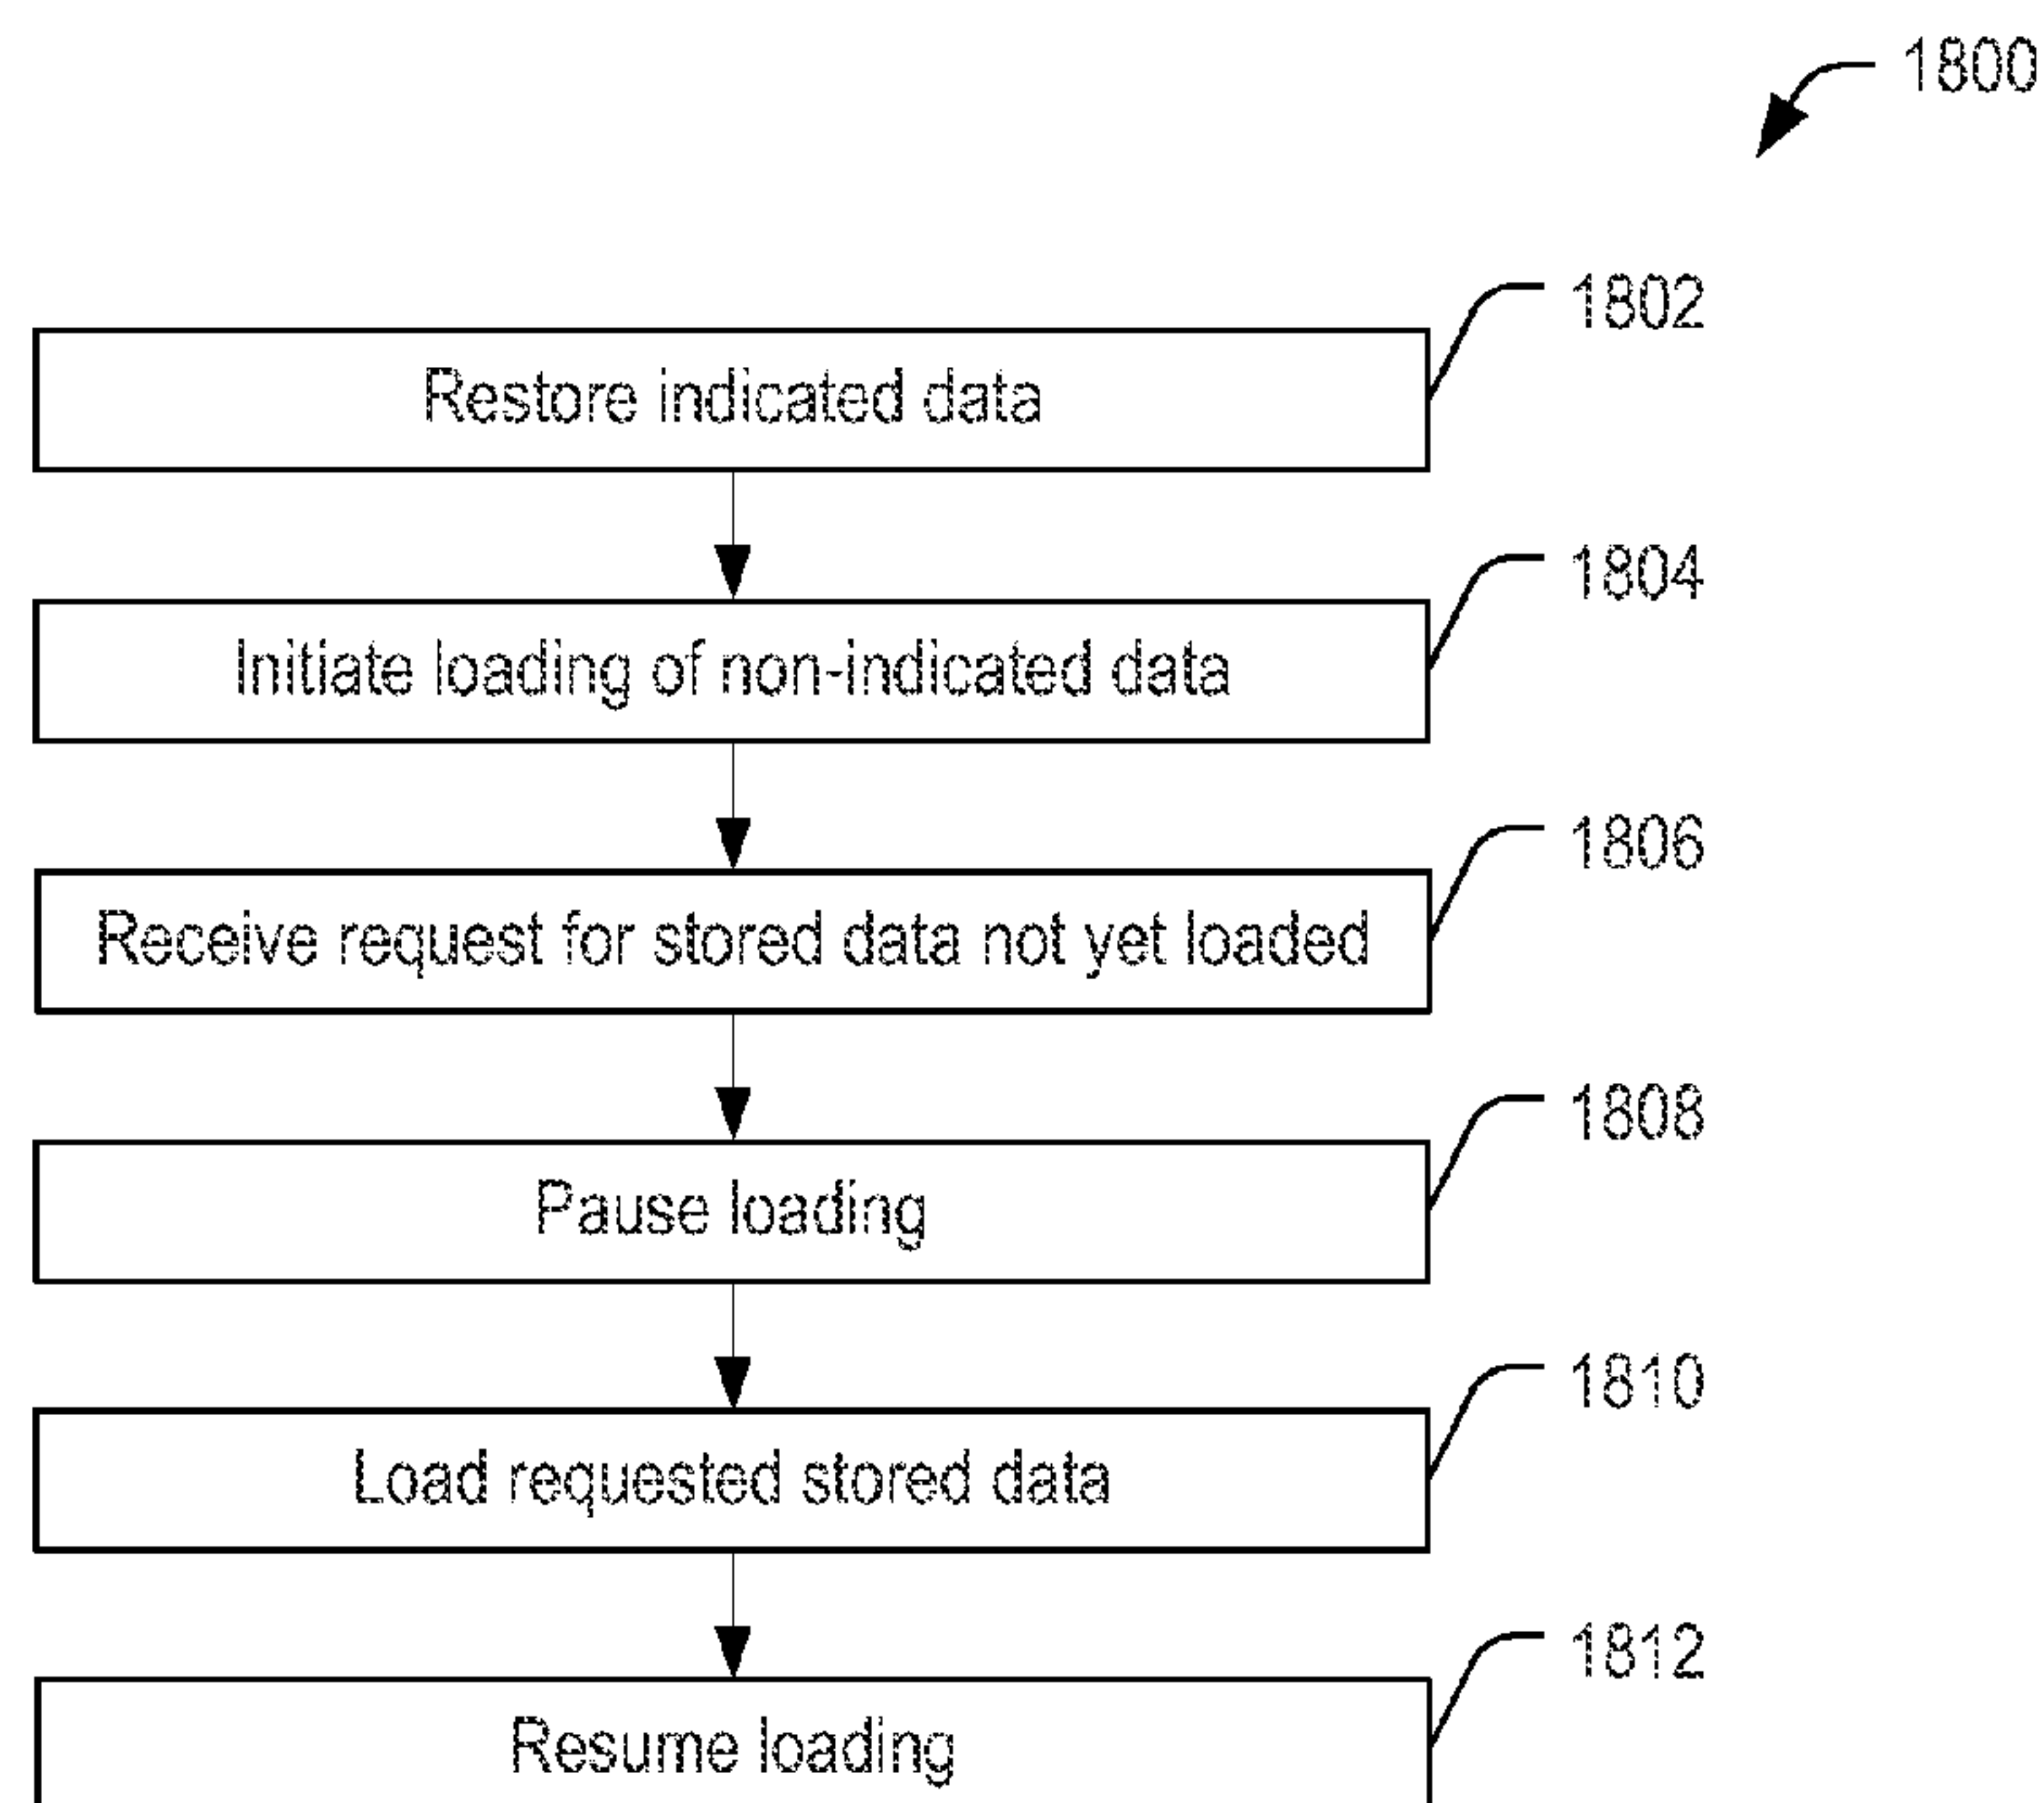 1800
1802
Restore indicated data
1804
Initiate loading of non-indicated data
1806
Receive request for stored data not yet loaded
1808
Pause loading
1810
Load requested stored data
1812
Resume loading